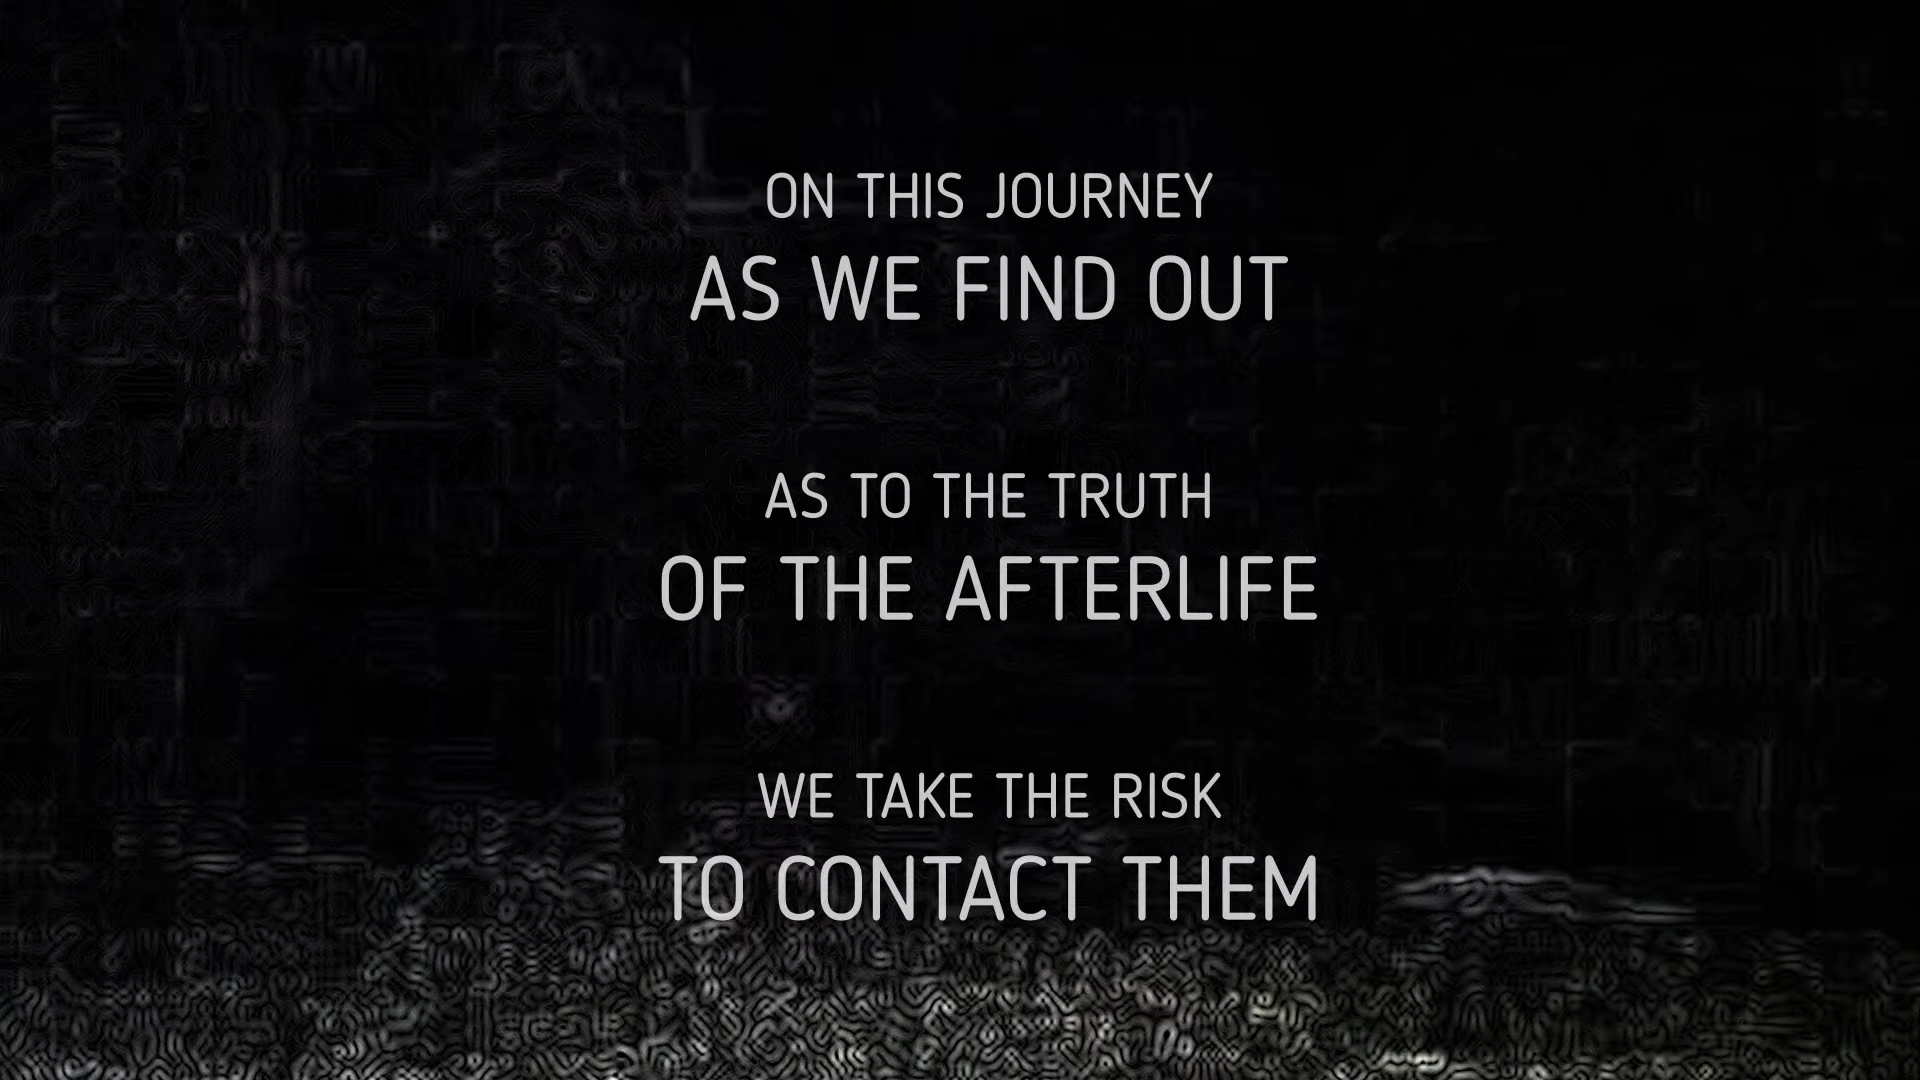 ON THIS JOURNEY
AS WE FIND OUT
AS TO THE TRUTH
OF THE AFTERLIFE
WE TAKE THE RISK
TO CONTACT THEM